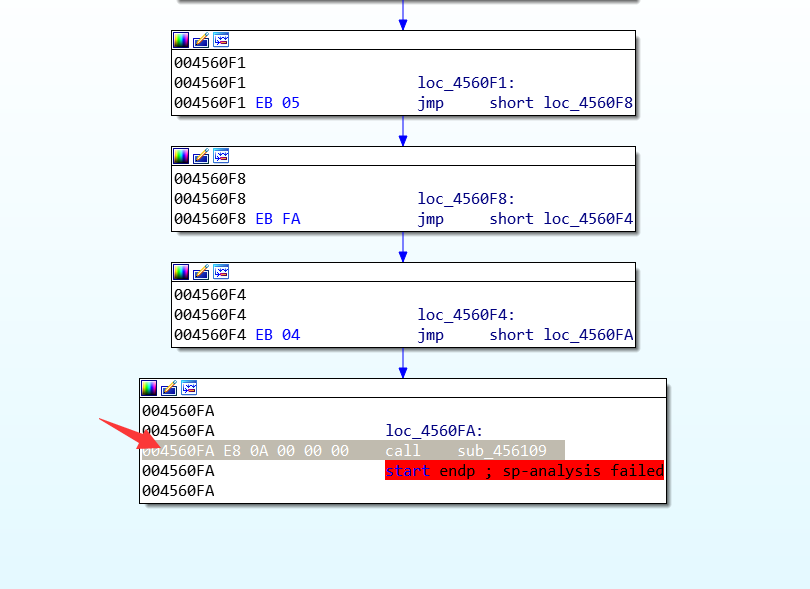 004560F1
004560F1 loc_4560F1:
004560F1 EB 05 jmp short loc_4560F8
004560F8
004560F8 loc_4560F8:
004560F8 EB FA jmp short loc_4560F4
004560F4
004560F4 loc_4560F4:
004560F4 EB 04 jmp short loc_4560FA
004560FA
004560FA loc_4560FA:
004560FA E8 0A 00 00 00 call sub_456109
004560FA start endp ; sp-analysis failed
004560FA